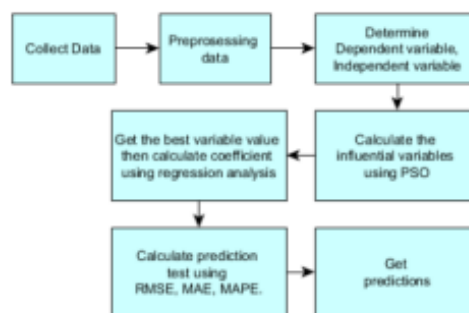 Collect Data
Preprosessing
data
Determine
Dependent variable,
Independent variable
Get the best variable value
then calculate coefficient
using regression analysis
Calculate the
influential variables
using PSO
Calculate prediction
test using
RMSE, MAE, MAPE.
Get
predictions